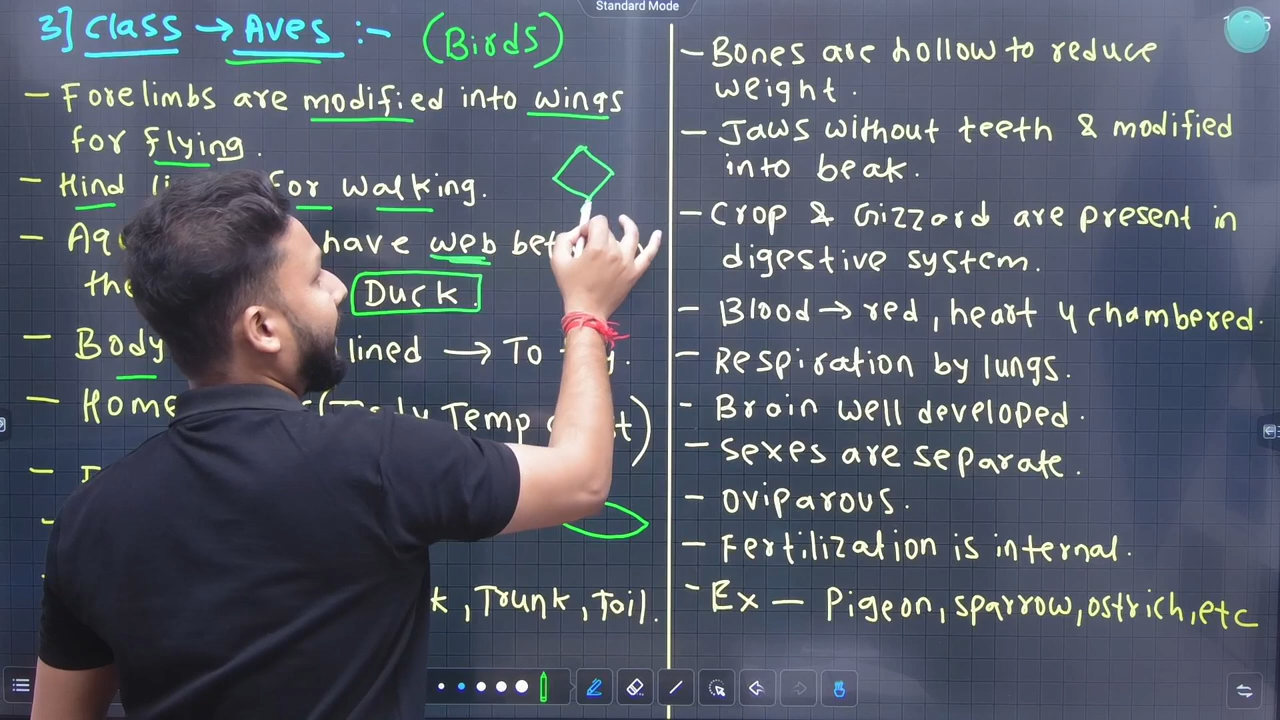 Standard Mode
3] Class → Aves :- (Birds)
- Forelimbs are modified into wings
for flying.
- Hind for walking.
- have web
Duck.
- Body lined → To
- Temp
, Trunk, Tail.
- Bones are hollow to reduce
weight.
- Jaws without teeth & modified
into beak.
- Crop & Gizzard are present in
digestive system.
- Blood → red, heart 4 chambered.
- Respiration by lungs.
- Brain well developed.
- Sexes are separate.
- Oviparous.
- Fertilization is internal.
- Ex - Pigeon, sparrow, ostrich, etc